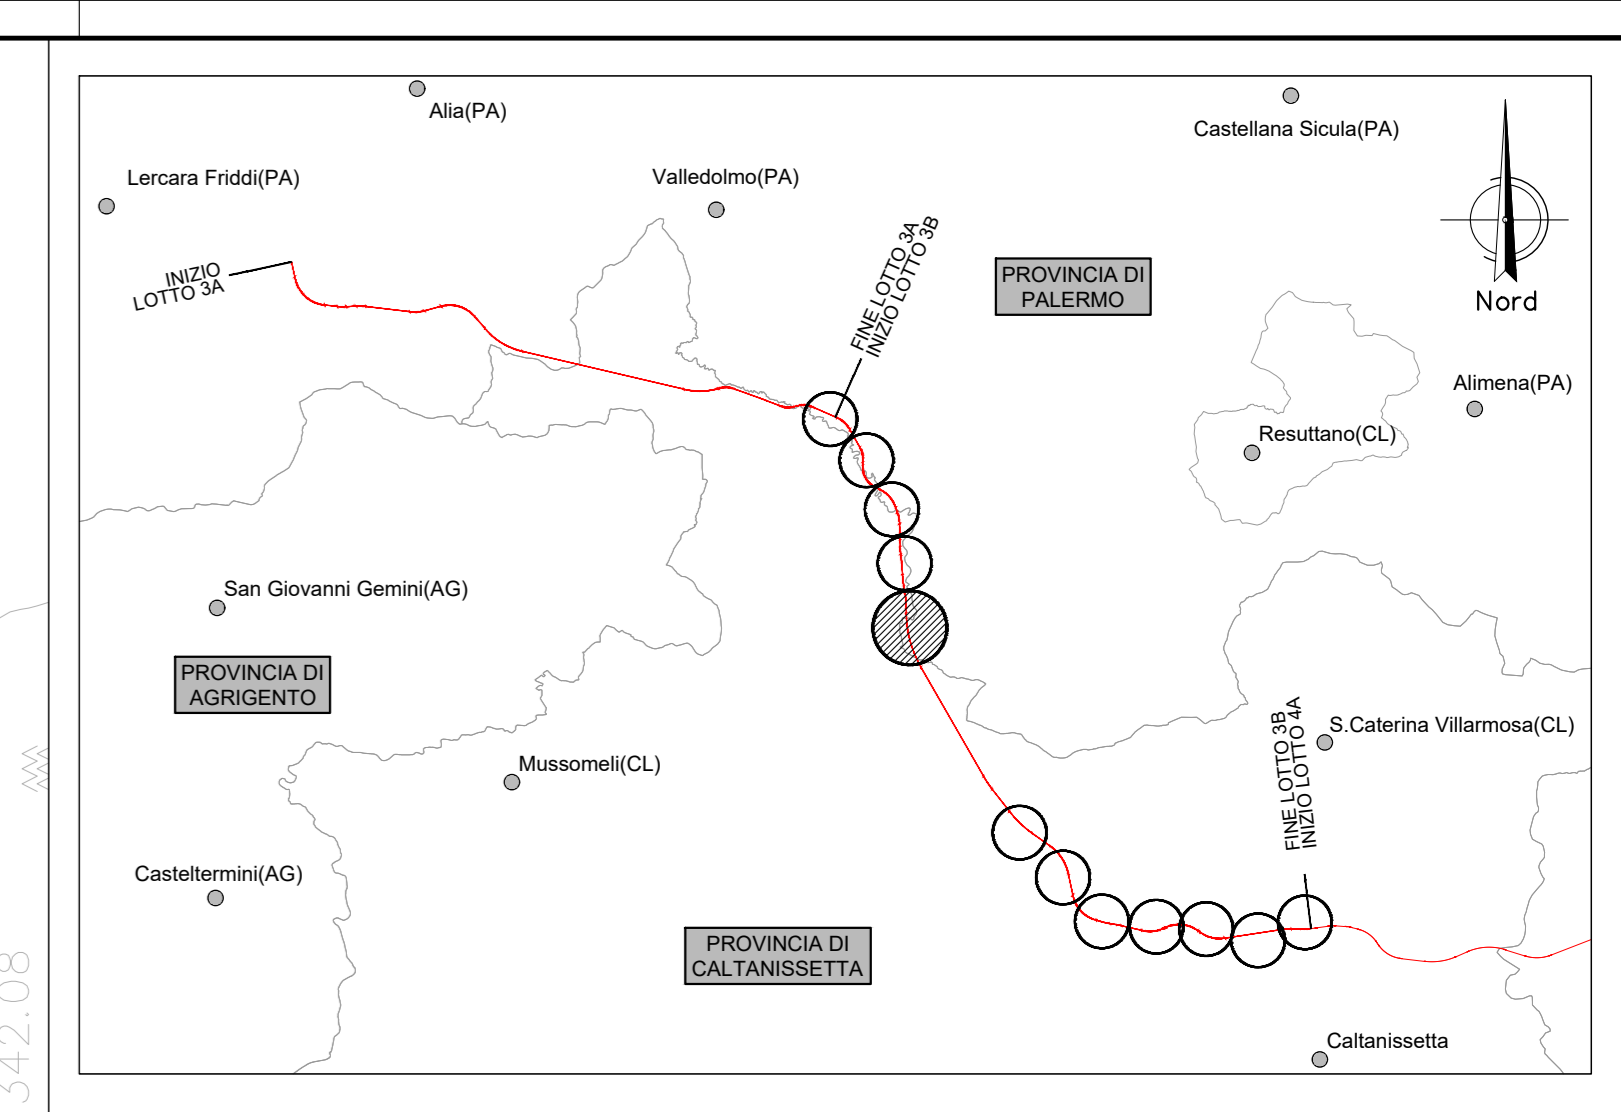 Alia(PA)
Castellana Sicula(PA)
Lercara Friddi(PA)
Valledolmo(PA)
INIZIO
LOTTO 3A
FINE LOTTO 3A
INIZIO LOTTO 3B
PROVINCIA DI
PALERMO
Nord
Alimena(PA)
Resuttano(CL)
San Giovanni Gemini(AG)
PROVINCIA DI
AGRIGENTO
FINE LOTTO 3B
INIZIO LOTTO 4A
S.Caterina Villarmosa(CL)
Mussomeli(CL)
Casteltermini(AG)
PROVINCIA DI
CALTANISSETTA
342.08
Caltanissetta